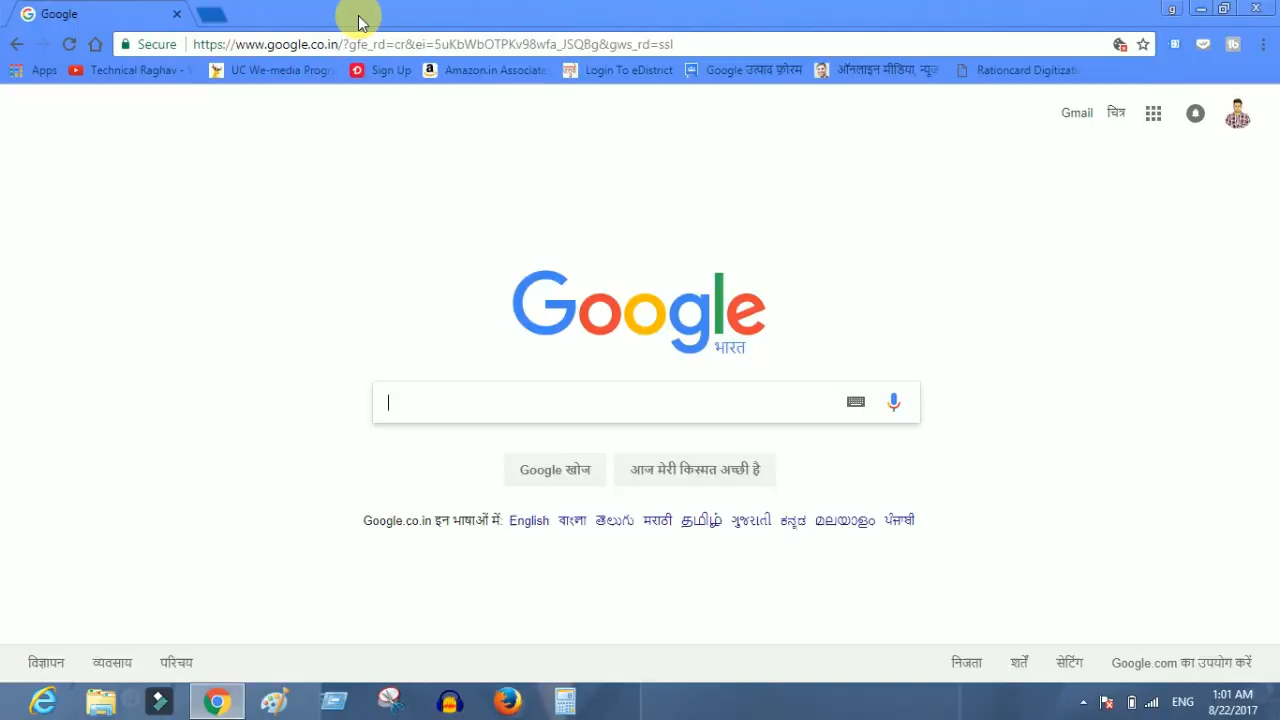 Google
g
Secure https://www.google.co.in/?gfe_rd=cr&ei=5uKbWbOTPKv98wfa_JSQBg&gws_rd=ssl
Apps Technical Raghav - UC We-media Progr Sign Up Amazon.in Associate Login To eDistrict Google उत्पाद फ़ोरम ऑनलाइन मीडिया, न्यूज़ Rationcard Digitizati
Gmail चित्र
Google
भारत
Google खोज आज मेरी किस्मत अच्छी है
Google.co.in इन भाषाओं में: English বাংলা తెలుగు मराठी தமிழ் ગુજરાતી ಕನ್ನಡ മലയാളം ਪੰਜਾਬੀ
विज्ञापन व्यवसाय परिचय निजता शर्तें सेटिंग Google.com का उपयोग करें
ENG 1:01 AM
8/22/2017